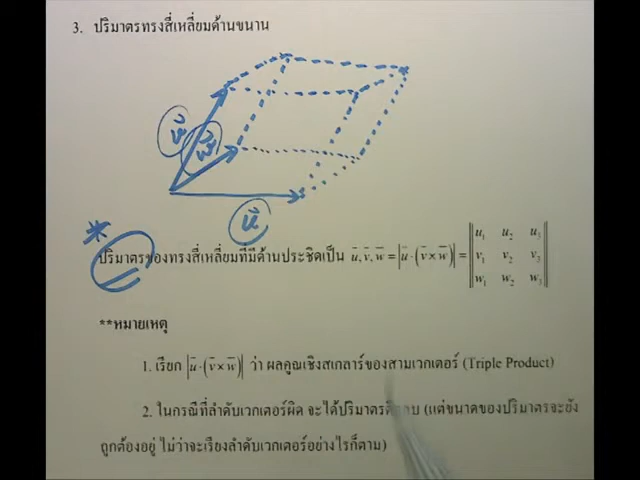 3. ปริมาตรทรงสี่เหลี่ยมด้านขนาน
* ปริมาตรของทรงสี่เหลี่ยมที่มีด้านประชิดเป็น u̅, v̅, w̅ = |u̅ · (v̅ × w̅)| = || u₁ u₂ u₃
v₁ v₂ v₃
w₁ w₂ w₃ ||
**หมายเหตุ
1. เรียก |u̅ · (v̅ × w̅)| ว่า ผลคูณเชิงสเกลาร์ของสามเวกเตอร์ (Triple Product)
2. ในกรณีที่ลำดับเวกเตอร์ผิด จะได้ปริมาตร (แต่ขนาดของปริมาตรจะยัง
ถูกต้องอยู่ ไม่ว่าจะเรียงลำดับเวกเตอร์อย่างไรก็ตาม)